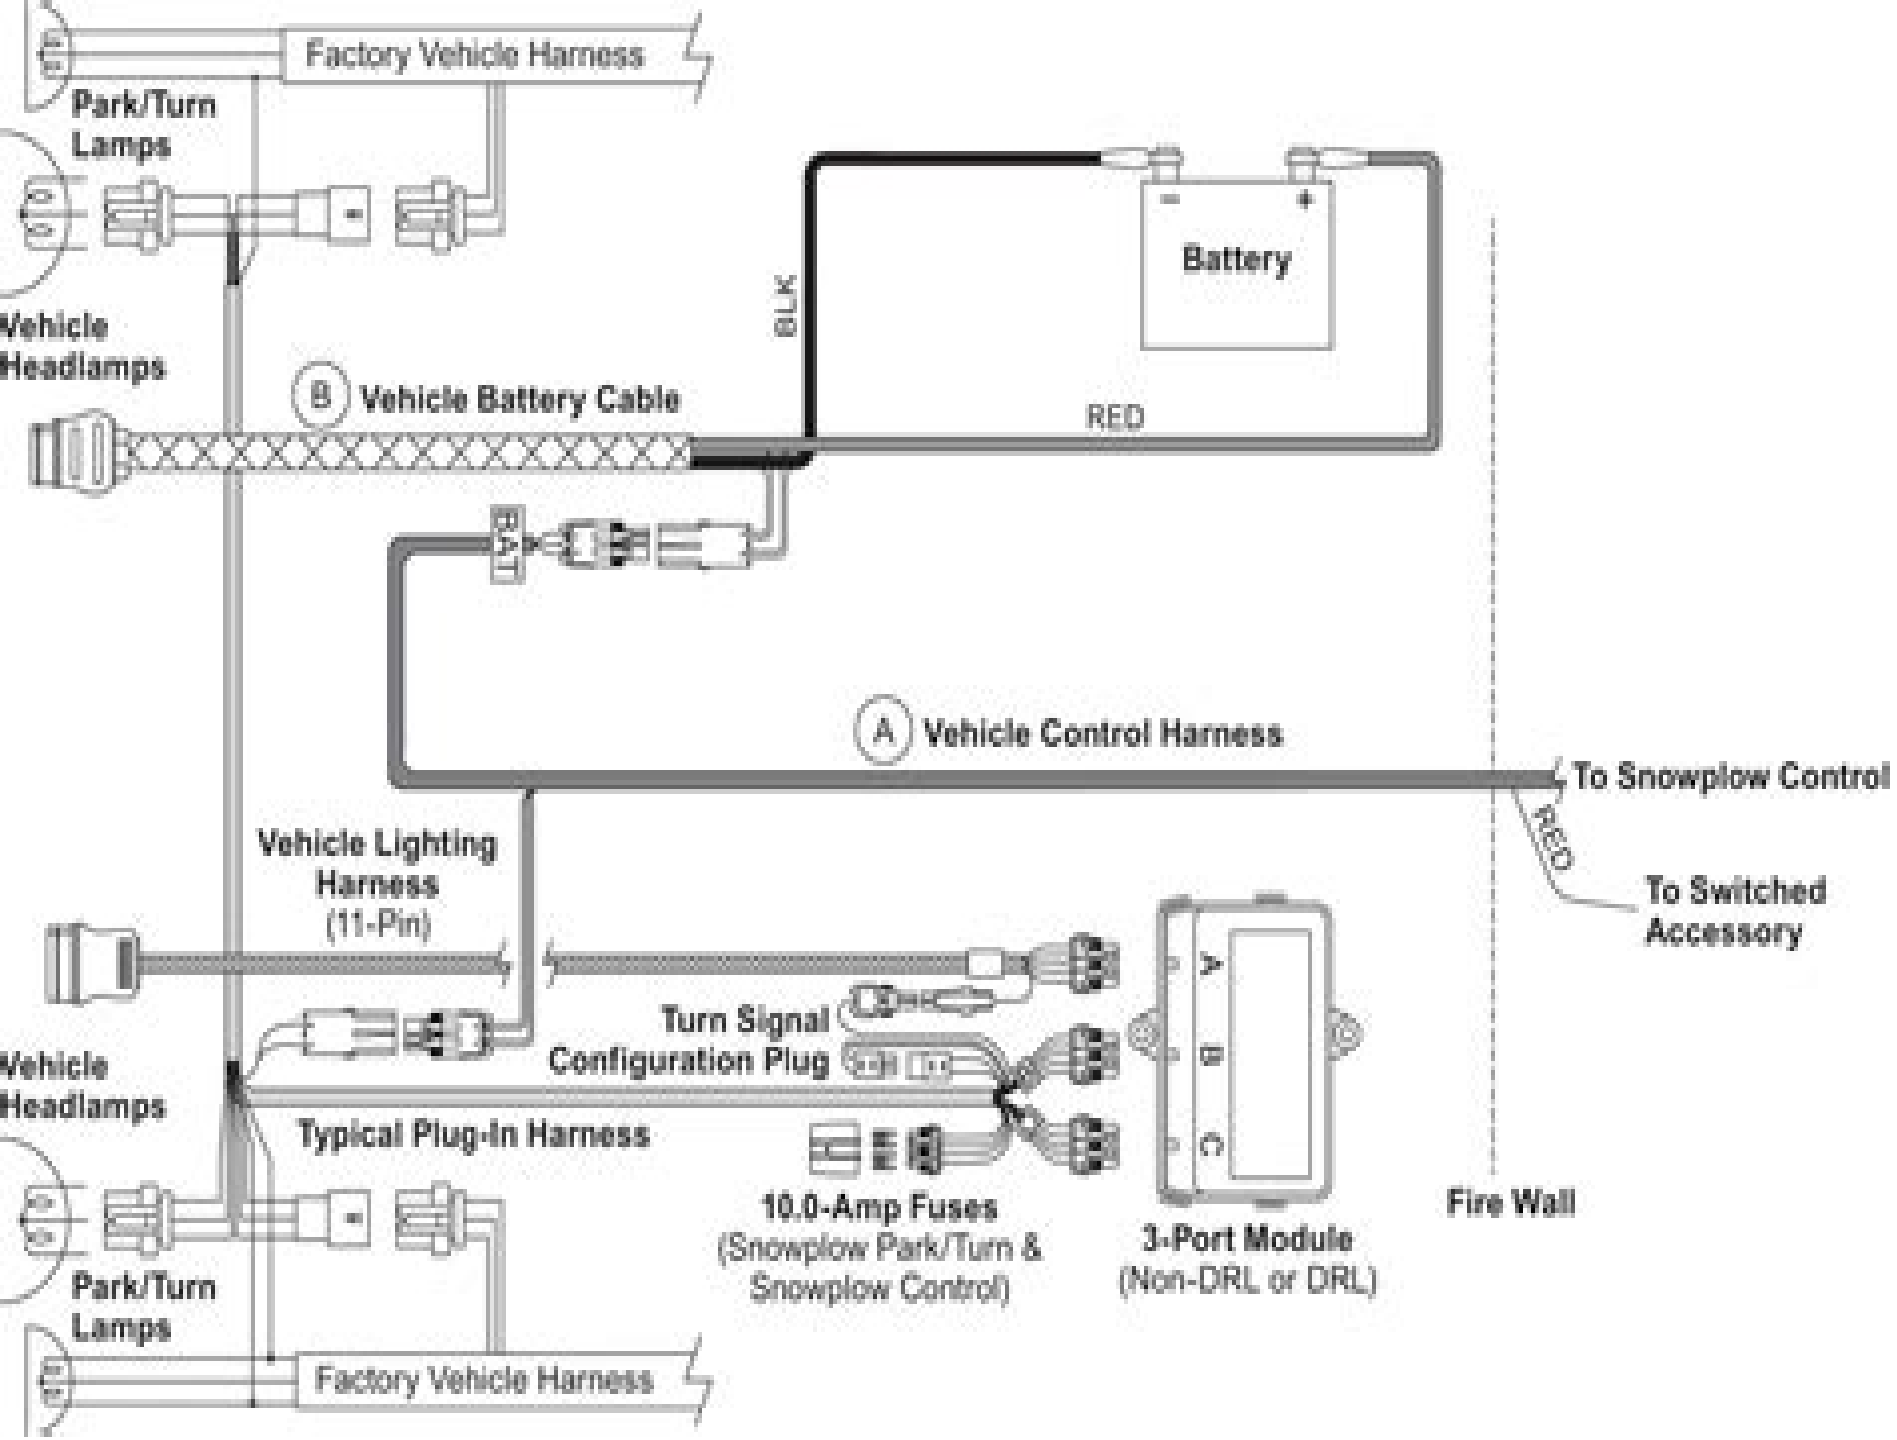 Factory Vehicle Harness
Park/Turn
Lamps
Battery
- +
BLK
Vehicle
Headlamps
B Vehicle Battery Cable
RED
BAT
A Vehicle Control Harness
To Snowplow Control
RED
To Switched
Accessory
Vehicle Lighting
Harness
(11-Pin)
A
B
C
Turn Signal
Configuration Plug
Vehicle
Headlamps
Typical Plug-In Harness
10.0-Amp Fuses
(Snowplow Park/Turn &
Snowplow Control)
3-Port Module
(Non-DRL or DRL)
Fire Wall
Park/Turn
Lamps
Factory Vehicle Harness